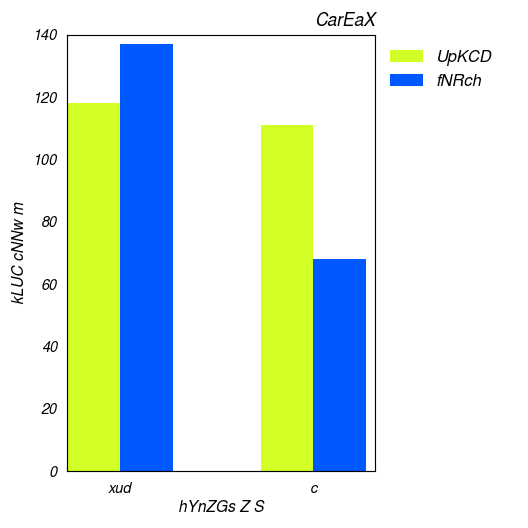 CarEaX
UpKCD
fNRch
kLUC cNNw m
140
120
100
80
60
40
20
0
xud
c
hYnZGs Z S